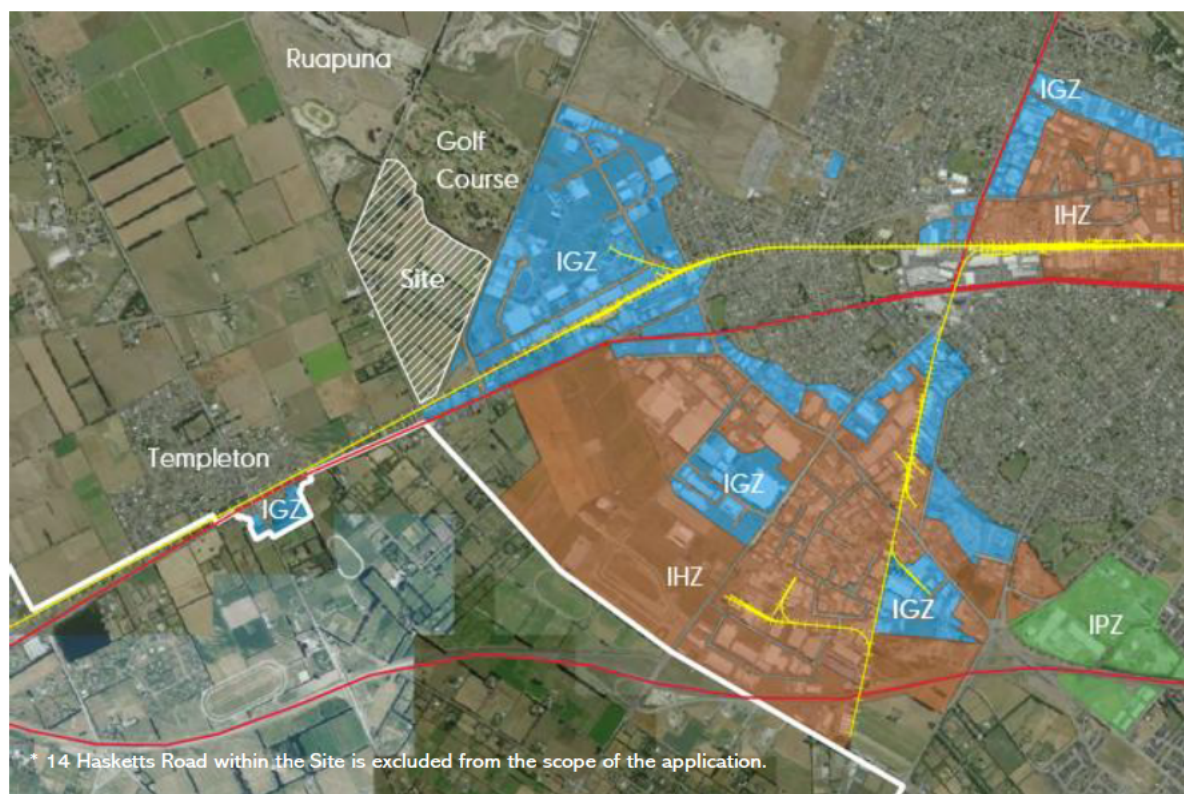 Ruapuna
IGZ
Golf
Course
IHZ
IGZ
Site
Templeton
IGZ
IGZ
IHZ
IGZ
IPZ
* 14 Hasketts Road within the Site is excluded from the scope of the application.